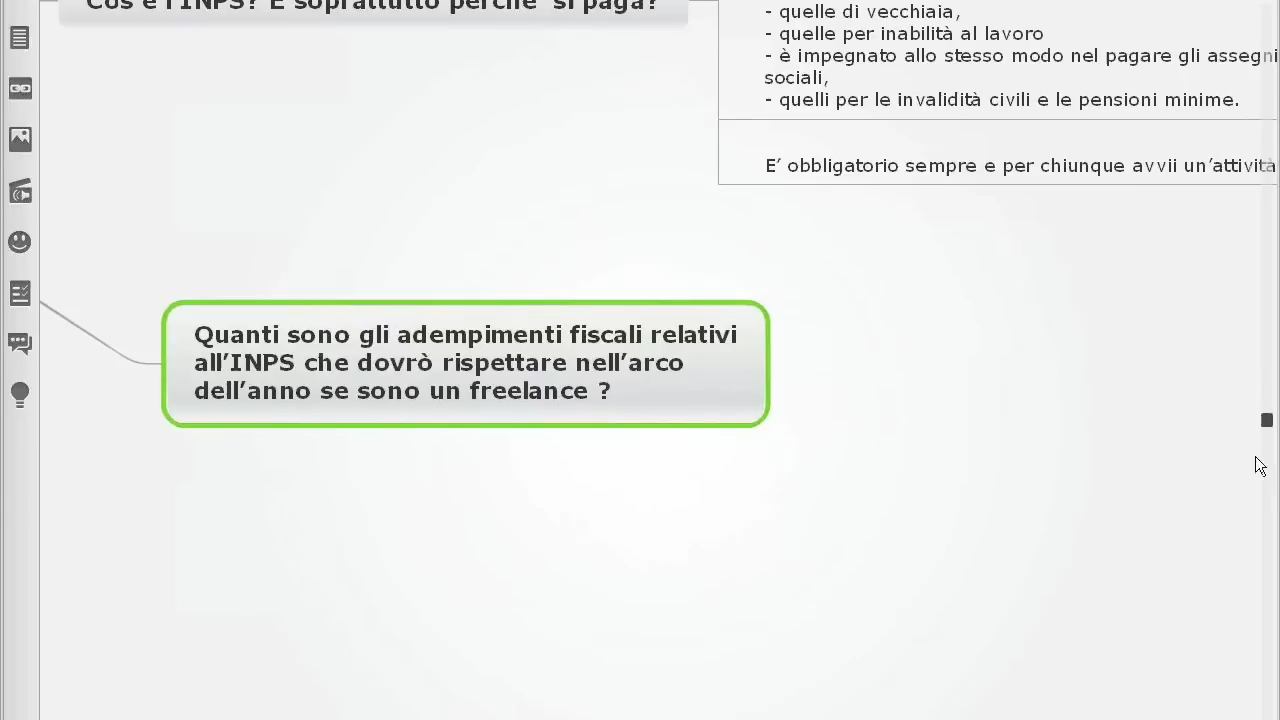 Cos'è l'INPS? E soprattutto perché si paga?
- quelle di vecchiaia,
- quelle per inabilità al lavoro
- è impegnato allo stesso modo nel pagare gli assegni
sociali,
- quelli per le invalidità civili e le pensioni minime.
E’ obbligatorio sempre e per chiunque avvii un’attività
Quanti sono gli adempimenti fiscali relativi
all’INPS che dovrò rispettare nell’arco
dell’anno se sono un freelance ?